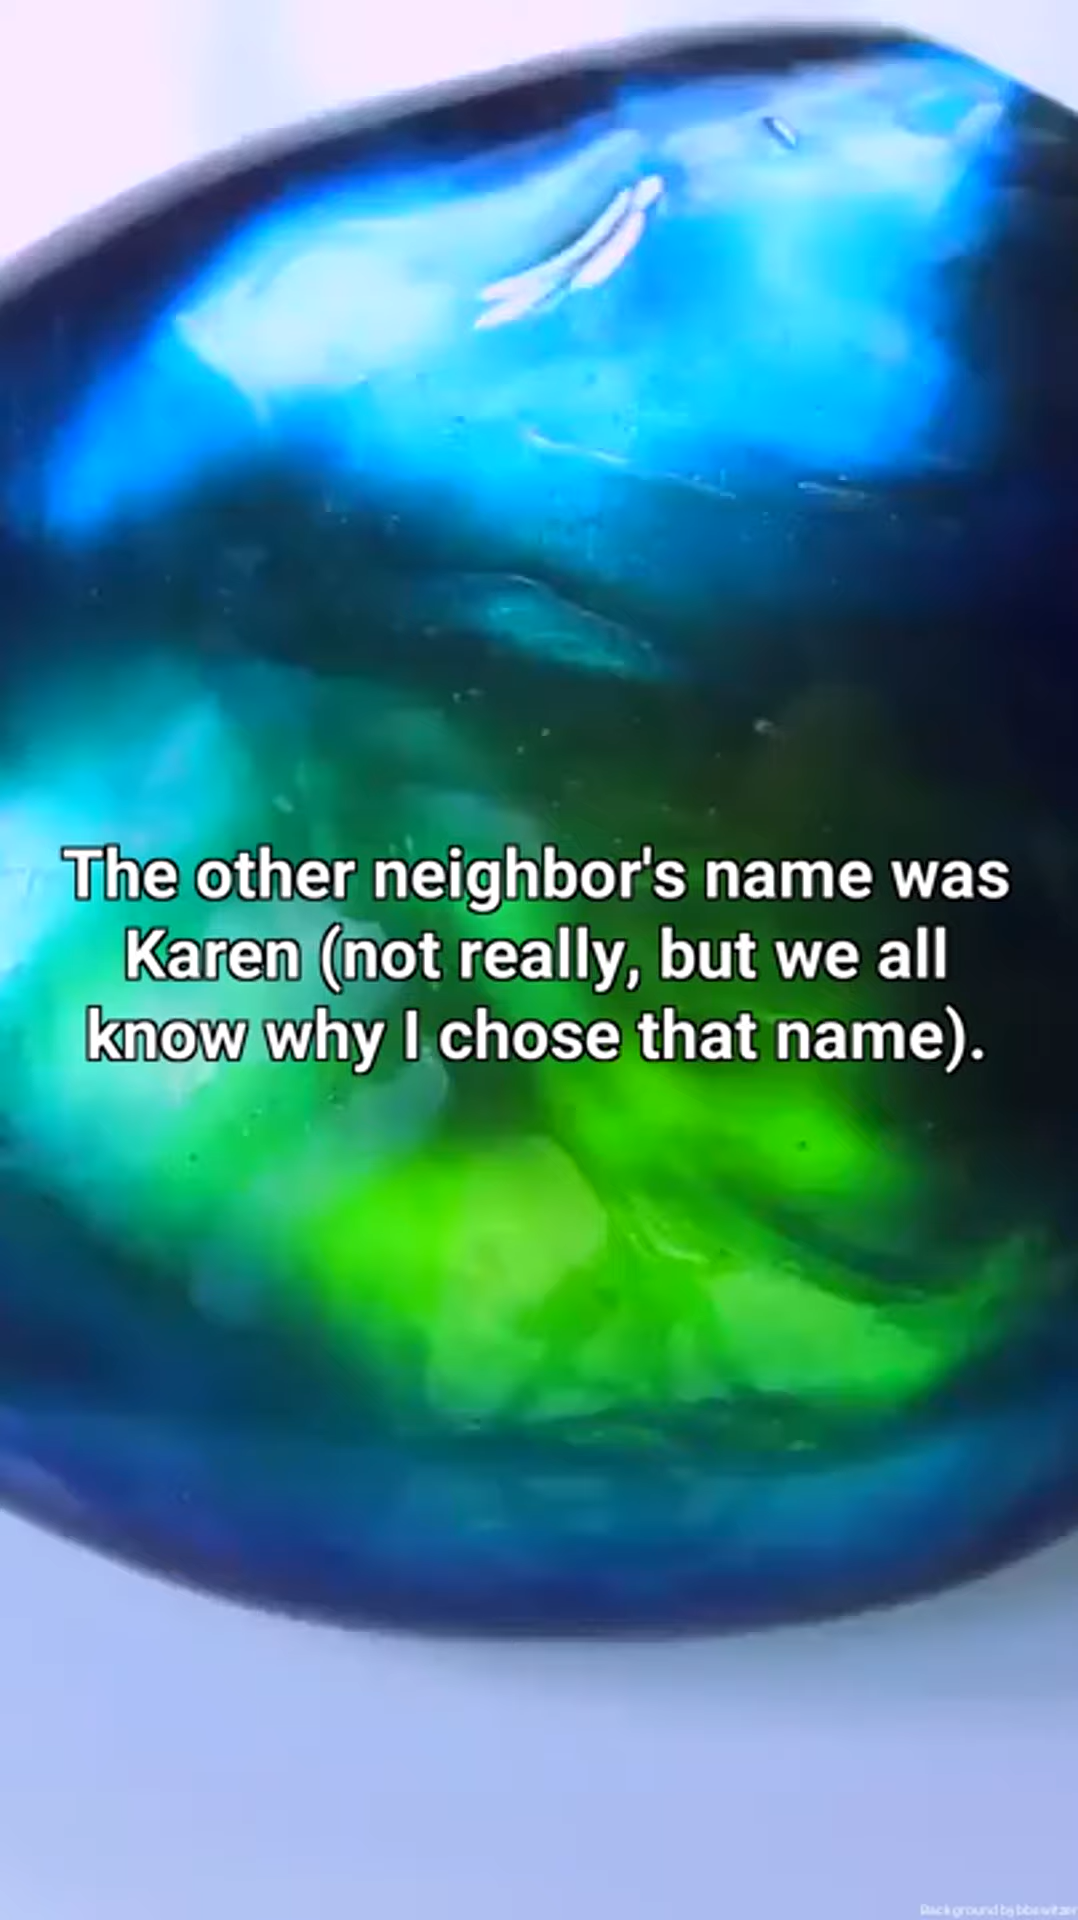 The other neighbor's name was
Karen (not really, but we all
know why I chose that name).